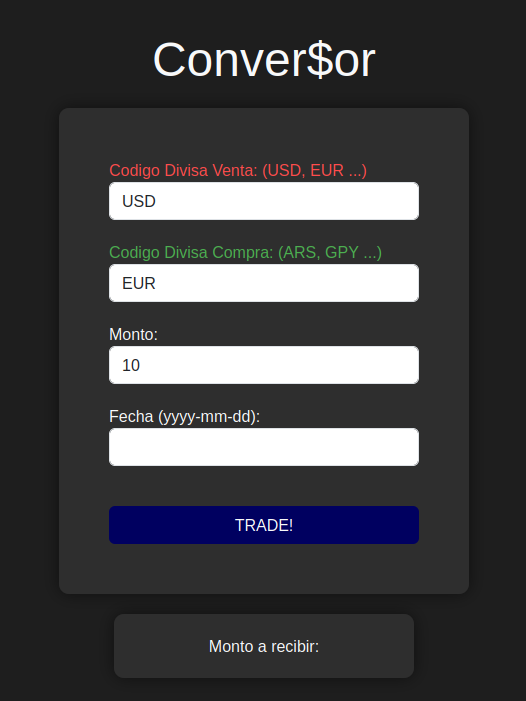 Conver$or
Codigo Divisa Venta: (USD, EUR ...)
USD
Codigo Divisa Compra: (ARS, GPY ...)
EUR
Monto:
10
Fecha (yyyy-mm-dd):
TRADE!
Monto a recibir: